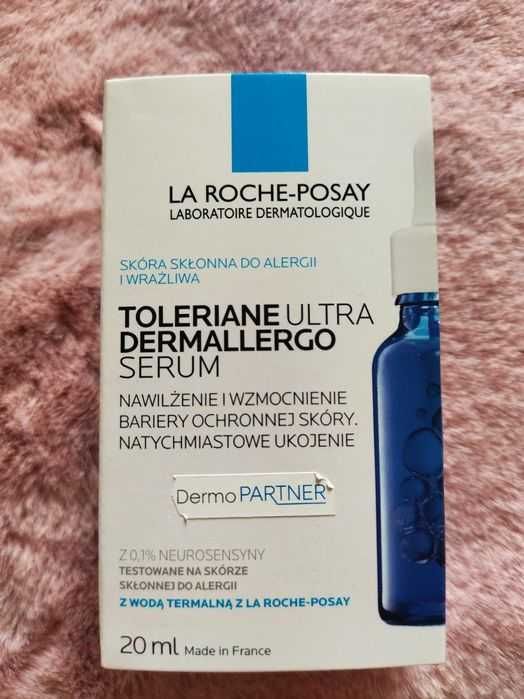 LA ROCHE-POSAY
LABORATOIRE DERMATOLOGIQUE
SKÓRA SKŁONNA DO ALERGII
I WRAŻLIWA
TOLERIANE ULTRA
DERMALLERGO
SERUM
NAWILŻENIE I WZMOCNIENIE
BARIERY OCHRONNEJ SKÓRY.
NATYCHMIASTOWE UKOJENIE
Dermo PARTNER
Z 0,1% NEUROSENSYNY
TESTOWANE NA SKÓRZE
SKŁONNEJ DO ALERGII
Z WODĄ TERMALNĄ Z LA ROCHE-POSAY
20 ml Made in France